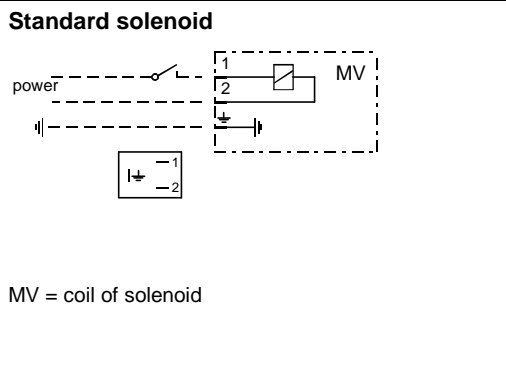 Standard solenoid
1
MV
power
2
1
2
MV = coil of solenoid